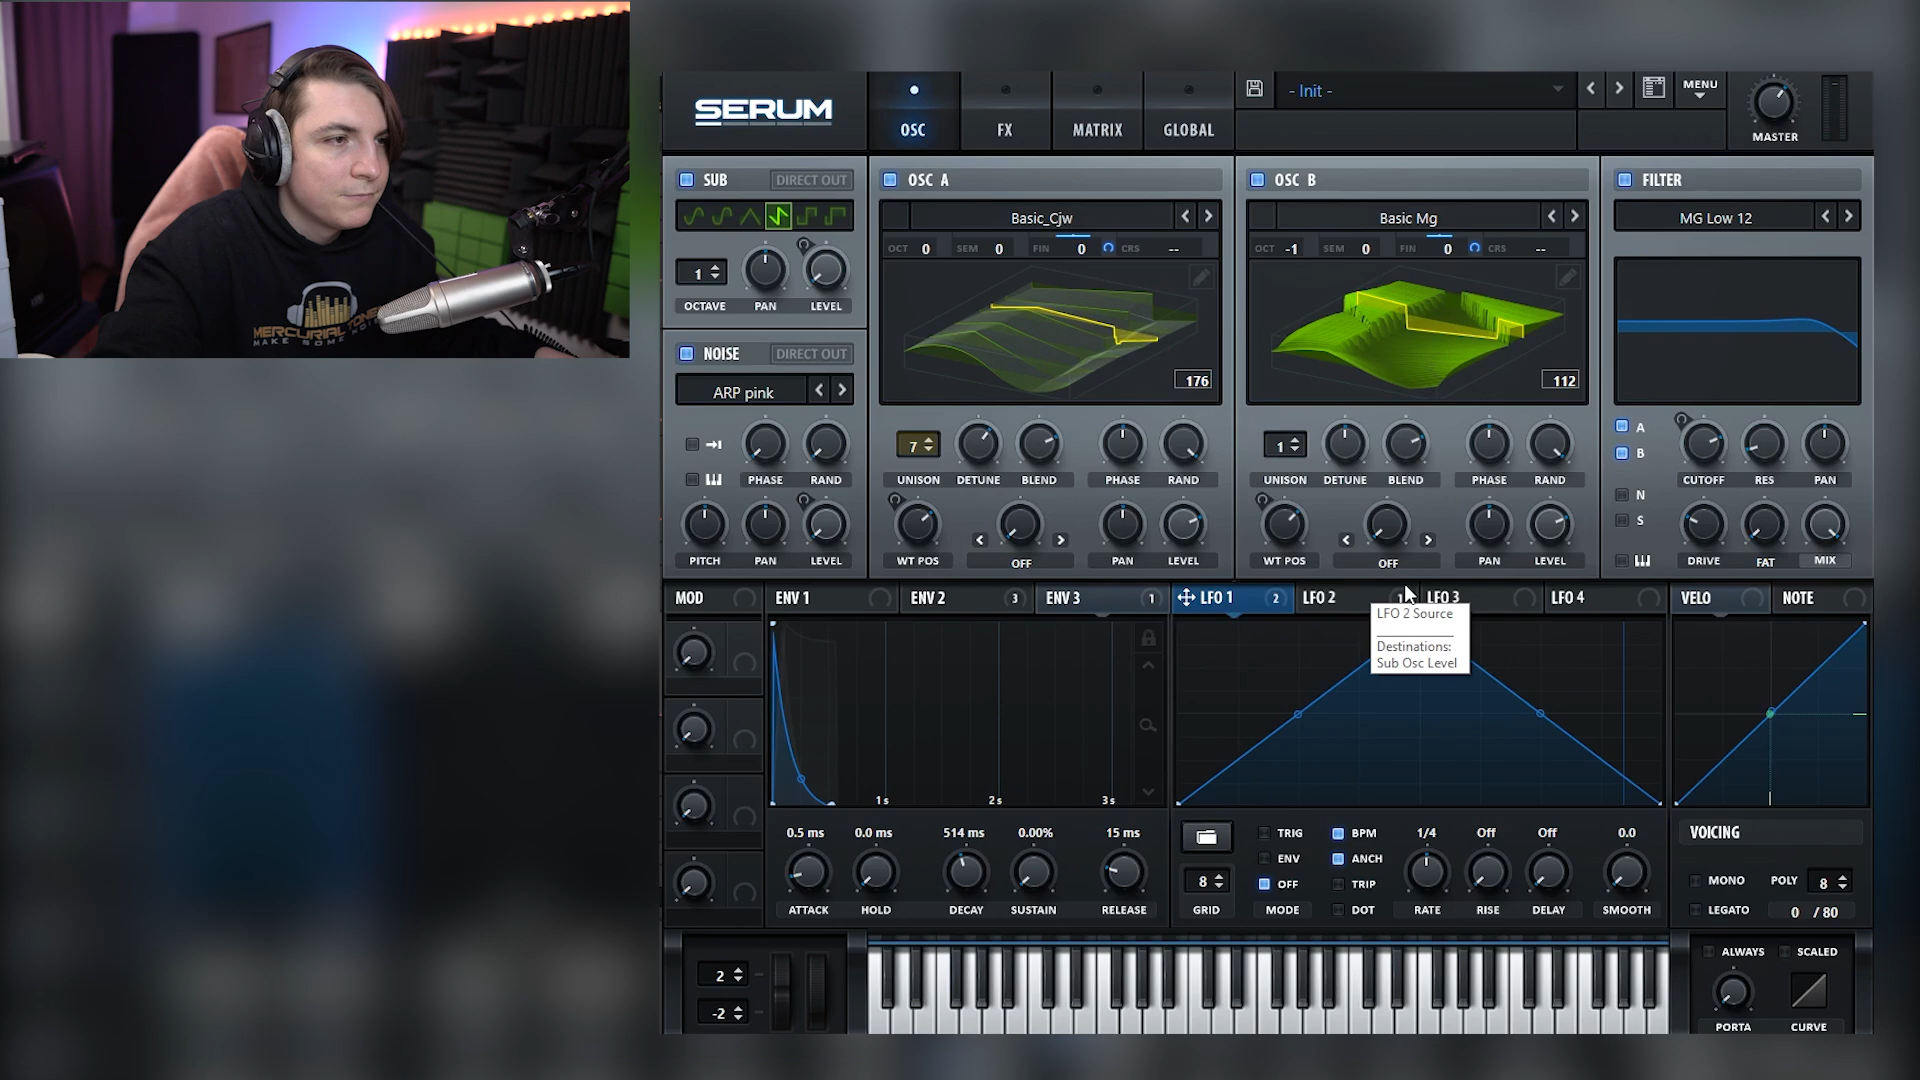 MERCURIAL TONES
MAKE SOME NOISE
SERUM
OSC
FX
MATRIX
GLOBAL
- Init -
MENU
MASTER
SUB
DIRECT OUT
1
OCTAVE
PAN
LEVEL
NOISE
DIRECT OUT
ARP pink
PHASE
RAND
PITCH
PAN
LEVEL
OSC A
Basic_Cjw
OCT 0 SEM 0 FIN 0 CRS --
176
7
UNISON
DETUNE
BLEND
PHASE
RAND
WT POS
OFF
PAN
LEVEL
OSC B
Basic Mg
OCT -1 SEM 0 FIN 0 CRS --
112
1
UNISON
DETUNE
BLEND
PHASE
RAND
WT POS
OFF
PAN
LEVEL
FILTER
MG Low 12
A
B
N
S
CUTOFF
RES
PAN
DRIVE
FAT
MIX
MOD
ENV 1
ENV 2 3
ENV 3 1
LFO 1 2
LFO 2 1
LFO 3
LFO 4
VELO
NOTE
LFO 2 Source
Destinations:
Sub Osc Level
1 s
2 s
3 s
0.5 ms
0.0 ms
514 ms
0.00%
15 ms
ATTACK
HOLD
DECAY
SUSTAIN
RELEASE
8
GRID
TRIG
ENV
OFF
MODE
BPM
ANCH
TRIP
DOT
1/4
Off
Off
0.0
RATE
RISE
DELAY
SMOOTH
VOICING
MONO
POLY
8
LEGATO
0 / 80
2
-2
ALWAYS
SCALED
PORTA
CURVE